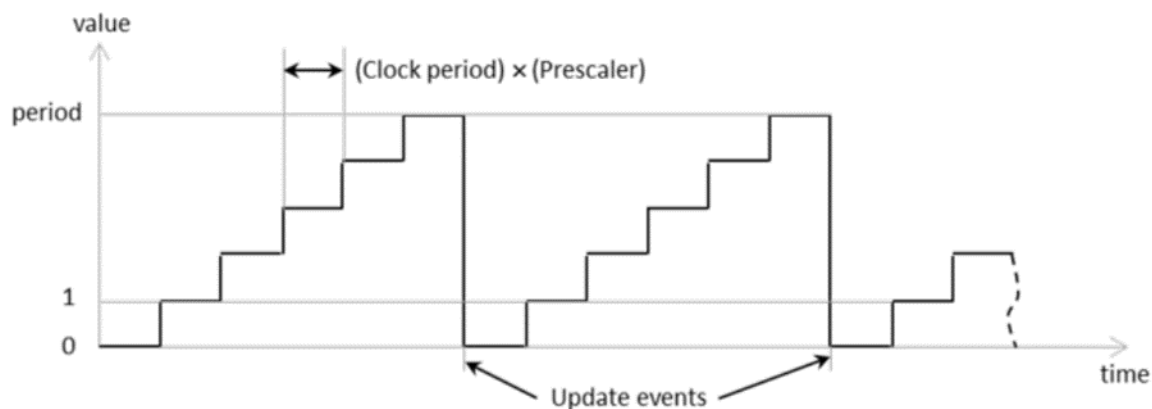 value
(Clock period) × (Prescaler)
period
1
0
time
Update events